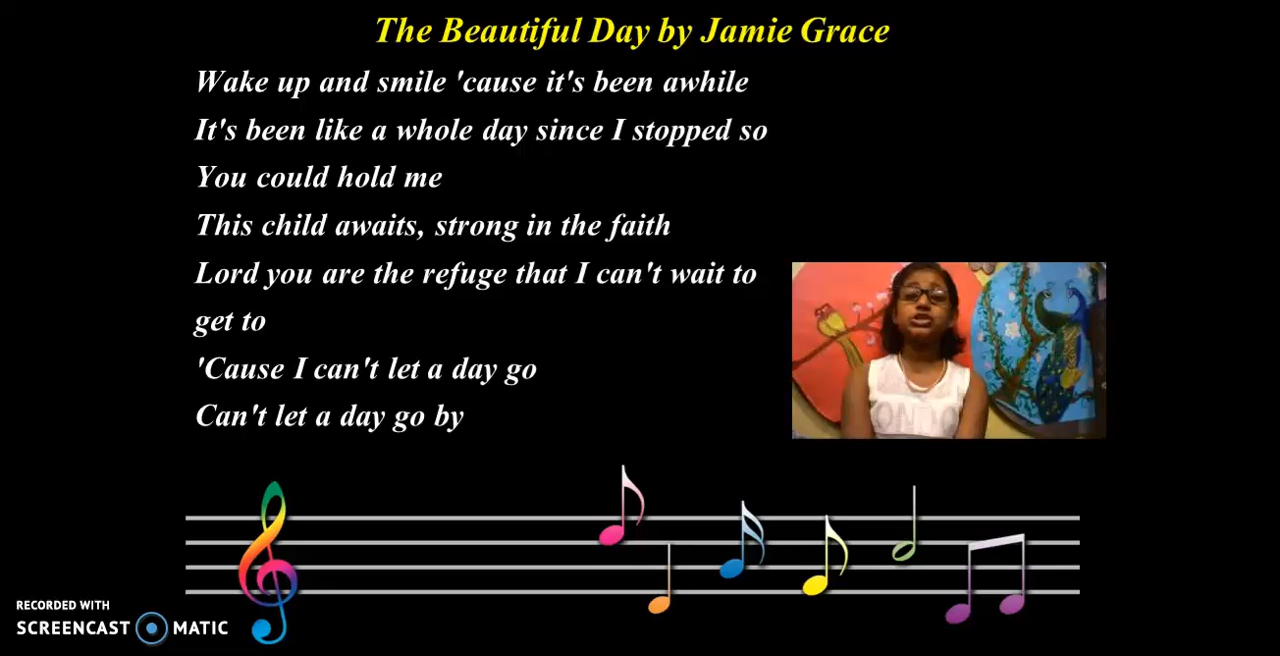 The Beautiful Day by Jamie Grace
Wake up and smile 'cause it's been awhile
It's been like a whole day since I stopped so
You could hold me
This child awaits, strong in the faith
Lord you are the refuge that I can't wait to
get to
'Cause I can't let a day go
Can't let a day go by
ONDO
RECORDED WITH
SCREENCAST MATIC